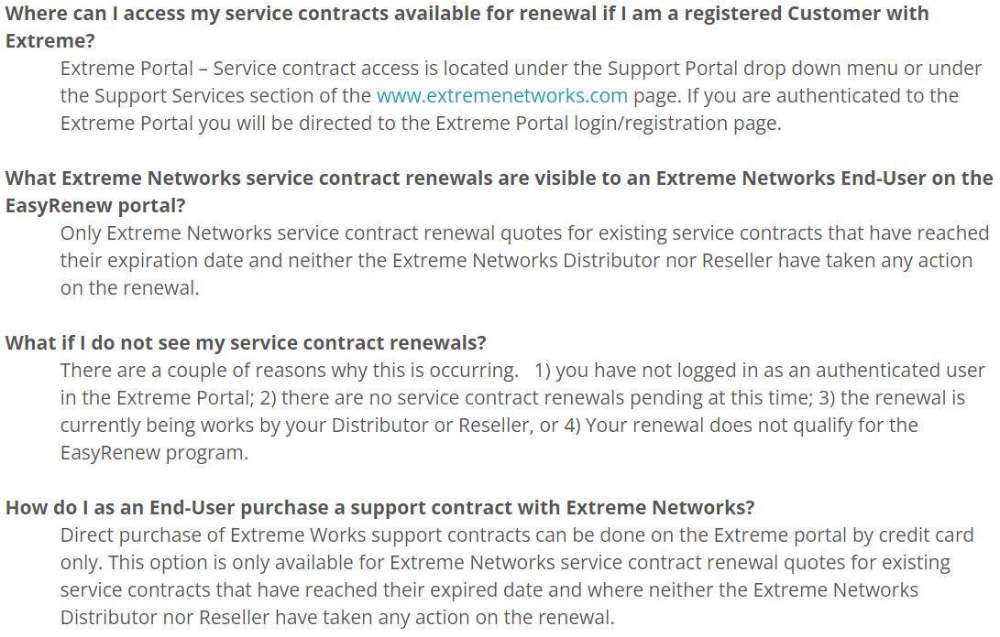 Where can I access my service contracts available for renewal if I am a registered Customer with
Extreme?
Extreme Portal – Service contract access is located under the Support Portal drop down menu or under
the Support Services section of the www.extremenetworks.com page. If you are authenticated to the
Extreme Portal you will be directed to the Extreme Portal login/registration page.
What Extreme Networks service contract renewals are visible to an Extreme Networks End-User on the
EasyRenew portal?
Only Extreme Networks service contract renewal quotes for existing service contracts that have reached
their expiration date and neither the Extreme Networks Distributor nor Reseller have taken any action
on the renewal.
What if I do not see my service contract renewals?
There are a couple of reasons why this is occurring.   1) you have not logged in as an authenticated user
in the Extreme Portal; 2) there are no service contract renewals pending at this time; 3) the renewal is
currently being works by your Distributor or Reseller, or 4) Your renewal does not qualify for the
EasyRenew program.
How do I as an End-User purchase a support contract with Extreme Networks?
Direct purchase of Extreme Works support contracts can be done on the Extreme portal by credit card
only. This option is only available for Extreme Networks service contract renewal quotes for existing
service contracts that have reached their expired date and where neither the Extreme Networks
Distributor nor Reseller have taken any action on the renewal.